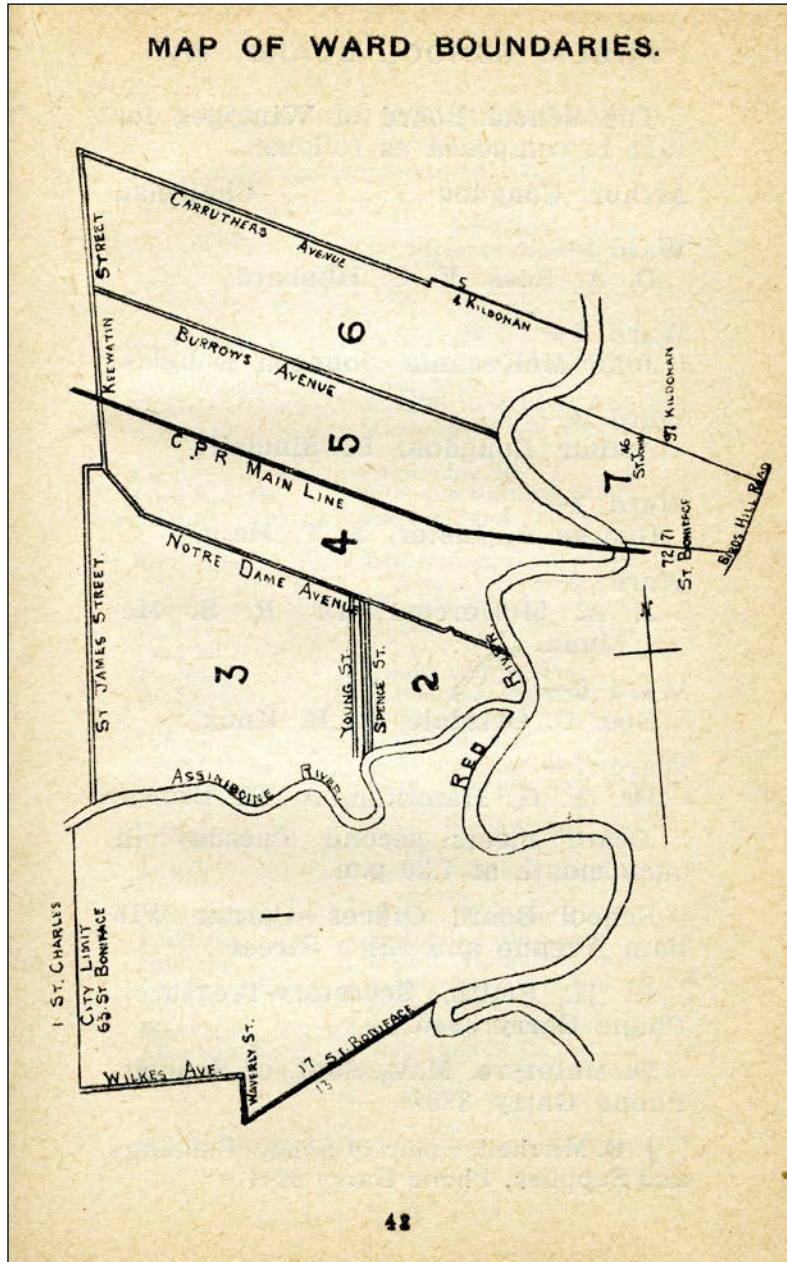 MAP OF WARD BOUNDARIES.
CARRUTHERS AVENUE
STREET
KEEWATIN
5
4 KILDONAN
6
BURROWS AVENUE
5
C.P.R MAIN LINE
4
NOTRE DAME AVENUE
7
46
ST JOHN
97 KILDONAN
BIRDS HILL ROAD
72 71
ST. BONIFACE
ST JAMES STREET.
3
YOUNG ST.
SPENCE ST.
2
RED RIVER
ASSINIBOINE RIVER.
1 ST. CHARLES
CITY LIMIT
63. ST BONIFACE
WILKES AVE.
WAVERLY ST.
17 ST. BONIFACE
13
42